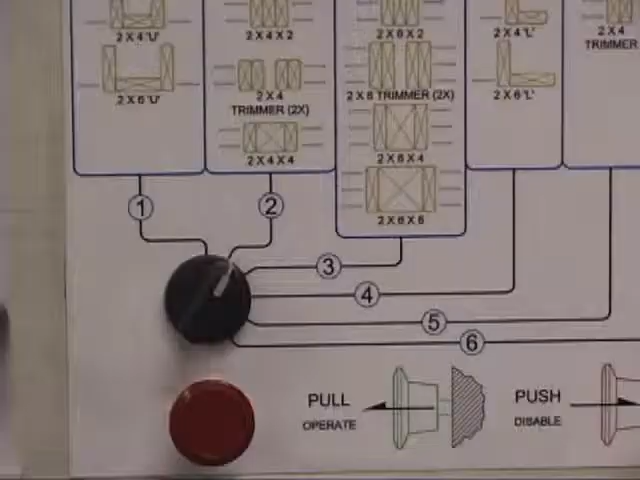 2 X 4 'U'
2 X 6 'U'
2 X 4 X 2
2 X 4
TRIMMER (2X)
2 X 4 X 4
2 X 6 X 2
2 X 6 TRIMMER (2X)
2 X 6 X 4
2 X 6 X 6
2 X 4 'L'
2 X 6 'L'
2 X 4
TRIMMER
1
2
3
4
5
6
PULL
OPERATE
PUSH
DISABLE